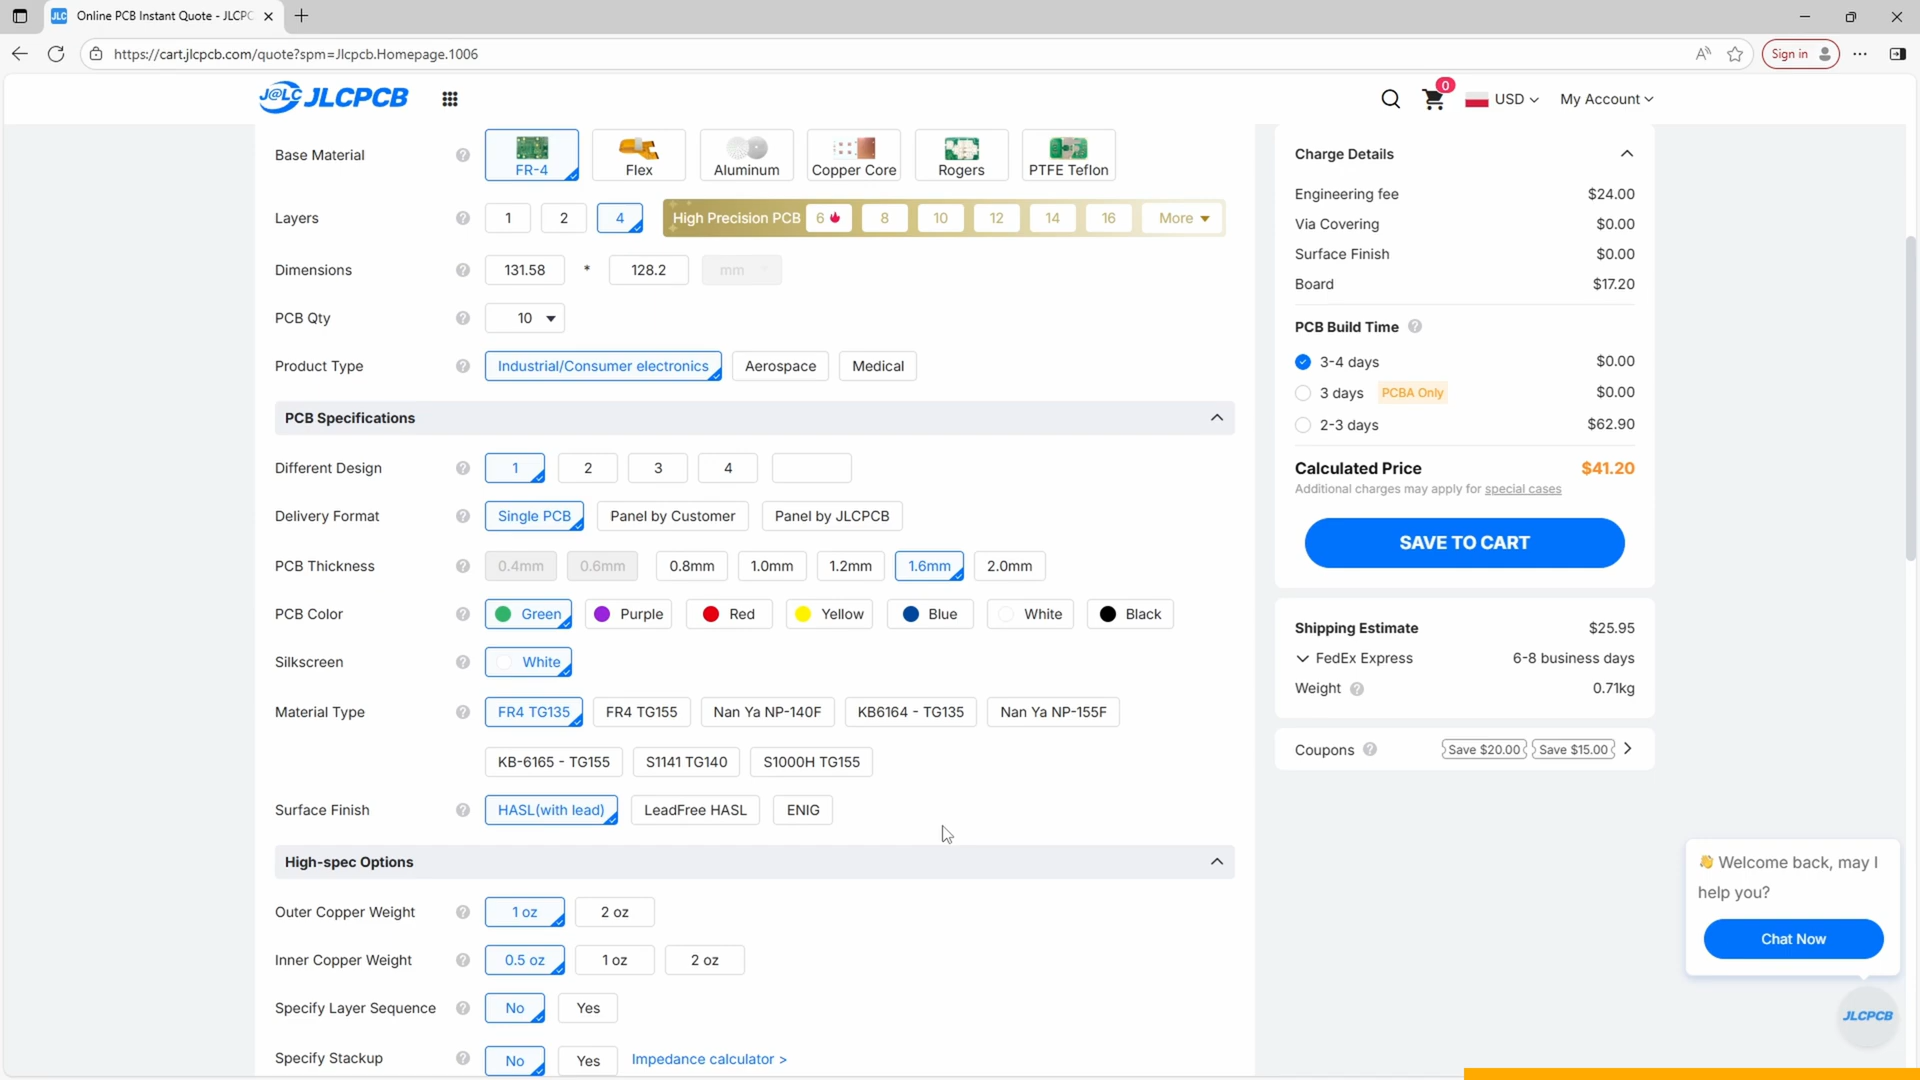 Online PCB Instant Quote - JLCPC
https://cart.jlcpcb.com/quote?spm=Jlcpcb.Homepage.1006
Sign in
J@LC JLCPCB
0
USD
My Account
Base Material
FR-4
Flex
Aluminum
Copper Core
Rogers
PTFE Teflon
Layers
1
2
4
High Precision PCB
6
8
10
12
14
16
More
Dimensions
131.58
*
128.2
mm
PCB Qty
10
Product Type
Industrial/Consumer electronics
Aerospace
Medical
PCB Specifications
Different Design
1
2
3
4
Delivery Format
Single PCB
Panel by Customer
Panel by JLCPCB
PCB Thickness
0.4mm
0.6mm
0.8mm
1.0mm
1.2mm
1.6mm
2.0mm
PCB Color
Green
Purple
Red
Yellow
Blue
White
Black
Silkscreen
White
Material Type
FR4 TG135
FR4 TG155
Nan Ya NP-140F
KB6164 - TG135
Nan Ya NP-155F
KB-6165 - TG155
S1141 TG140
S1000H TG155
Surface Finish
HASL(with lead)
LeadFree HASL
ENIG
High-spec Options
Outer Copper Weight
1 oz
2 oz
Inner Copper Weight
0.5 oz
1 oz
2 oz
Specify Layer Sequence
No
Yes
Specify Stackup
No
Yes
Impedance calculator >
Charge Details
Engineering fee
$24.00
Via Covering
$0.00
Surface Finish
$0.00
Board
$17.20
PCB Build Time
3-4 days
$0.00
3 days
PCBA Only
$0.00
2-3 days
$62.90
Calculated Price
$41.20
Additional charges may apply for special cases
SAVE TO CART
Shipping Estimate
$25.95
FedEx Express
6-8 business days
Weight
0.71kg
Coupons
Save $20.00
Save $15.00
👋 Welcome back, may I
help you?
Chat Now
JLCPCB